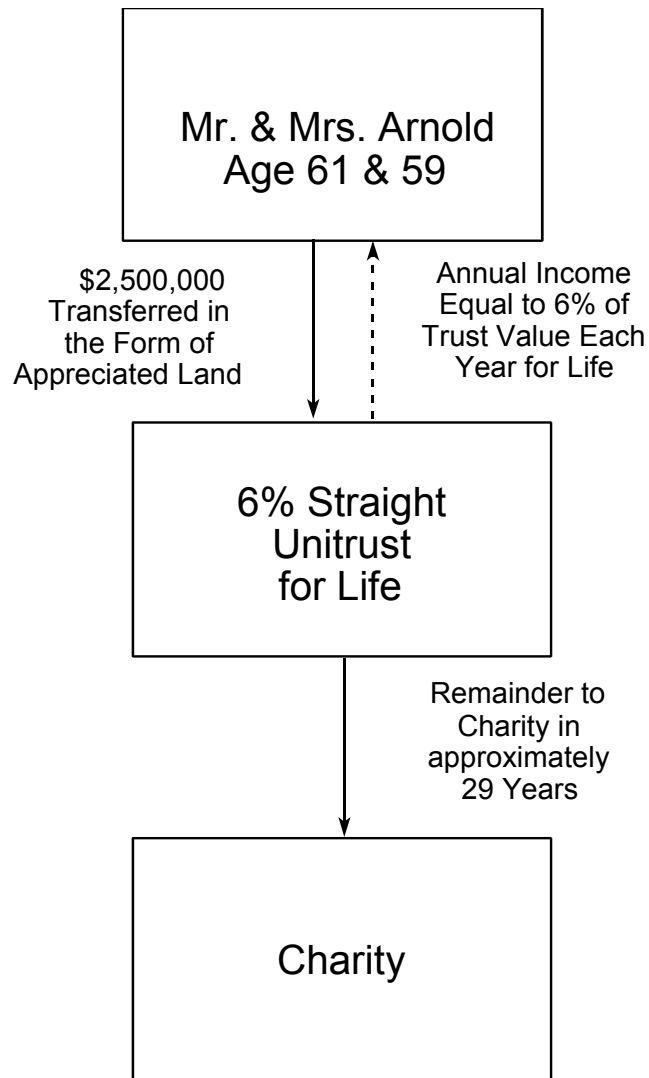 Mr. & Mrs. Arnold
Age 61 & 59
$2,500,000
Transferred in
the Form of
Appreciated Land
Annual Income
Equal to 6% of
Trust Value Each
Year for Life
6% Straight
Unitrust
for Life
Remainder to
Charity in
approximately
29 Years
Charity